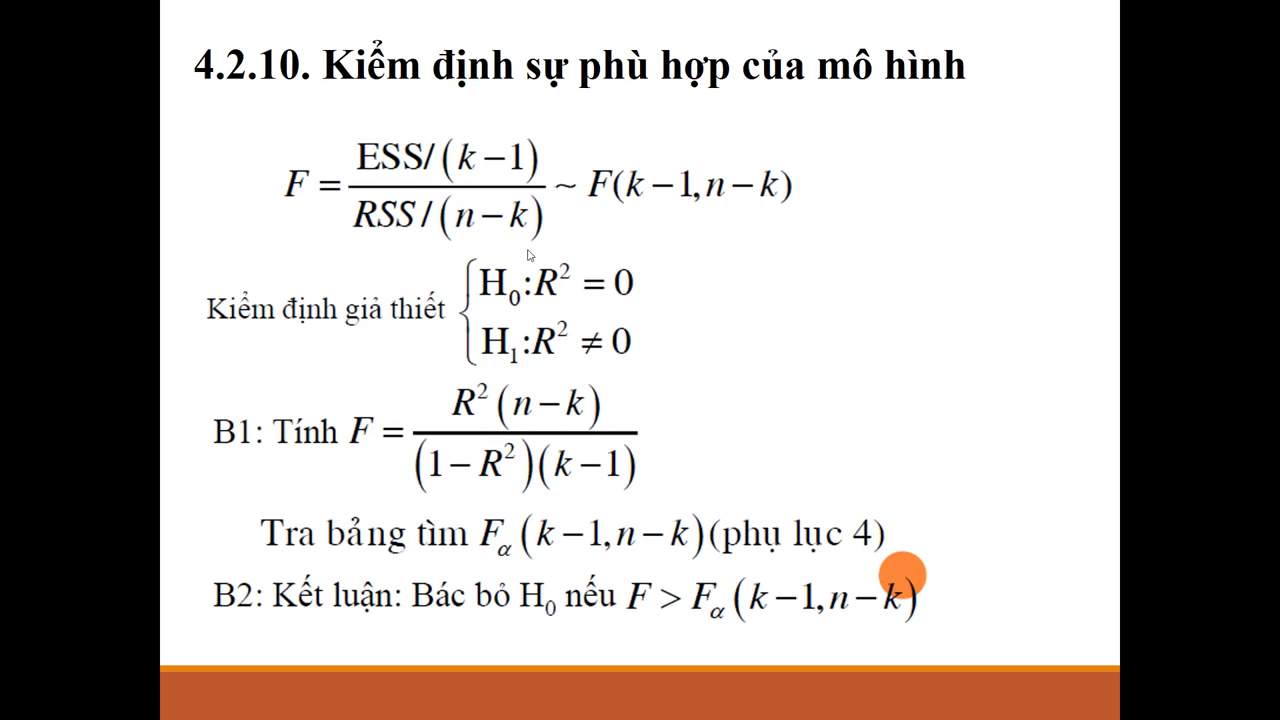 4.2.10. Kiểm định sự phù hợp của mô hình
F = ESS/(k−1) / RSS/(n−k) ~ F(k−1,n−k)
Kiểm định giả thiết { H₀:R² = 0
H₁:R² ≠ 0
B1: Tính F = R²(n−k) / (1−R²)(k−1)
Tra bảng tìm Fα(k−1,n−k)(phụ lục 4)
B2: Kết luận: Bác bỏ H₀ nếu F > Fα(k−1,n−k)